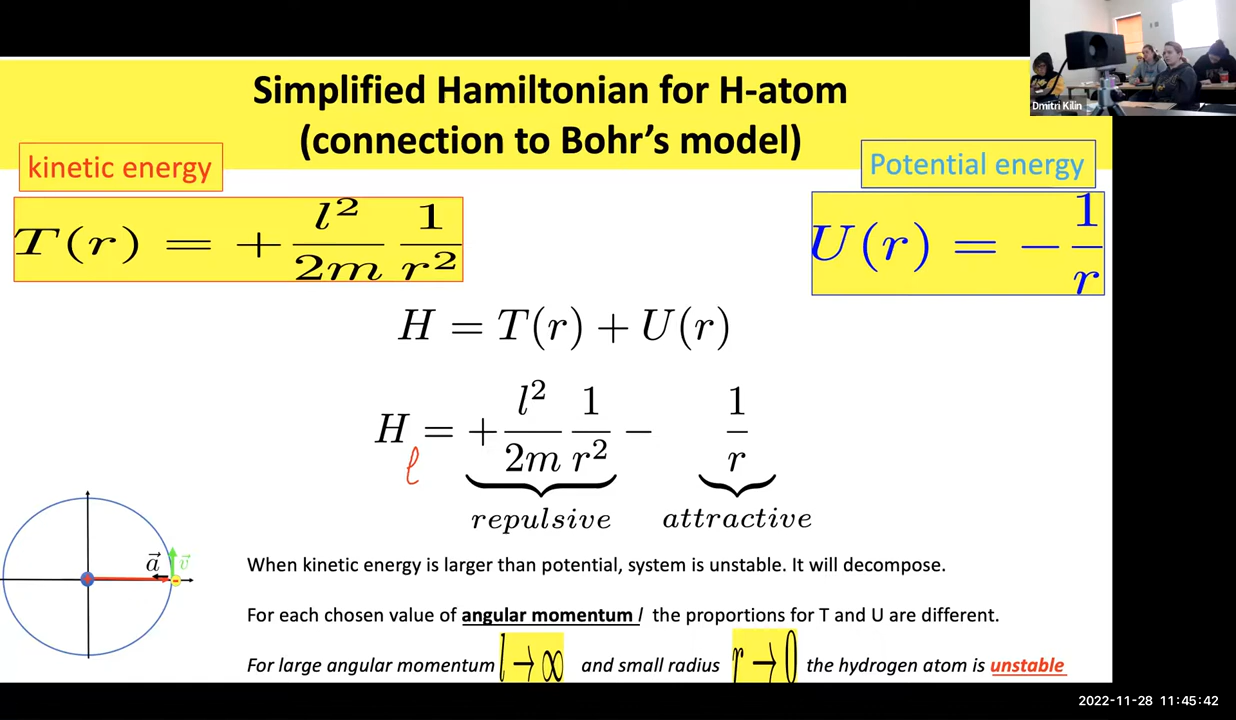 Simplified Hamiltonian for H-atom
(connection to Bohr's model)
Dmitri Kilin
kinetic energy
Potential energy
T(r) = + l²/2m 1/r²
U(r) = − 1/r
H = T(r) + U(r)
H_ℓ = + l²/2m 1/r² − 1/r
repulsive attractive
a⃗ v⃗
When kinetic energy is larger than potential, system is unstable. It will decompose.
For each chosen value of angular momentum l the proportions for T and U are different.
For large angular momentum l → ∞ and small radius r → 0 the hydrogen atom is unstable
2022-11-28 11:45:42